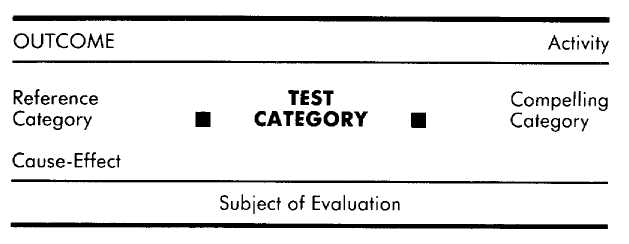 OUTCOME Activity
Reference TEST Compelling
Category ■ CATEGORY ■ Category
Cause-Effect
Subject of Evaluation